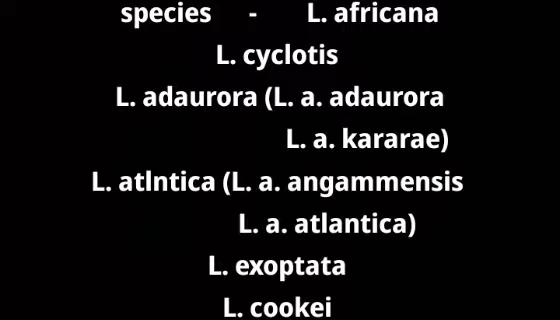 species - L. africana
L. cyclotis
L. adaurora (L. a. adaurora
L. a. kararae)
L. atlntica (L. a. angammensis
L. a. atlantica)
L. exoptata
L. cookei